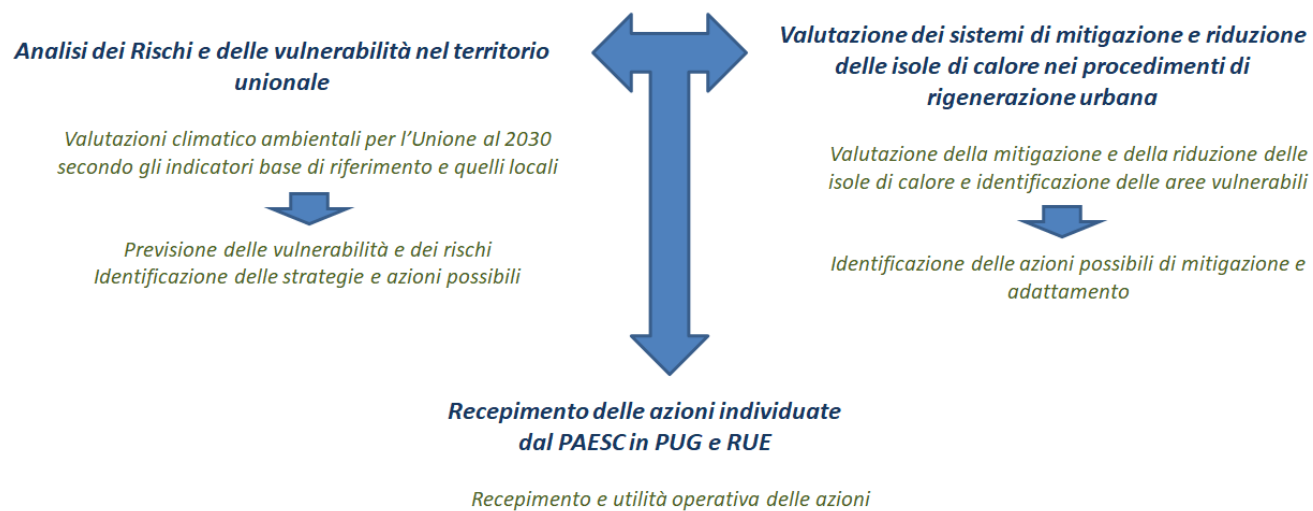 Analisi dei Rischi e delle vulnerabilità nel territorio
unionale
Valutazioni climatico ambientali per l'Unione al 2030
secondo gli indicatori base di riferimento e quelli locali
Previsione delle vulnerabilità e dei rischi
Identificazione delle strategie e azioni possibili
Valutazione dei sistemi di mitigazione e riduzione
delle isole di calore nei procedimenti di
rigenerazione urbana
Valutazione della mitigazione e della riduzione delle
isole di calore e identificazione delle aree vulnerabili
Identificazione delle azioni possibili di mitigazione e
adattamento
Recepimento delle azioni individuate
dal PAESC in PUG e RUE
Recepimento e utilità operativa delle azioni